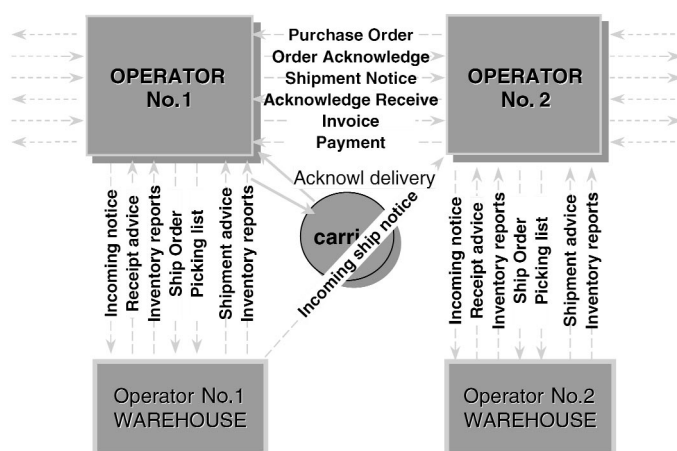 Purchase Order
Order Acknowledge
Shipment Notice
Acknowledge Receive
Invoice
Payment
OPERATOR
No.1
OPERATOR
No. 2
Acknowl delivery
carri
Incoming ship notice
Incoming notice
Receipt advice
Inventory reports
Ship Order
Picking list
Shipment advice
Inventory reports
Incoming notice
Receipt advice
Inventory reports
Ship Order
Picking list
Shipment advice
Inventory reports
Operator No.1
WAREHOUSE
Operator No.2
WAREHOUSE